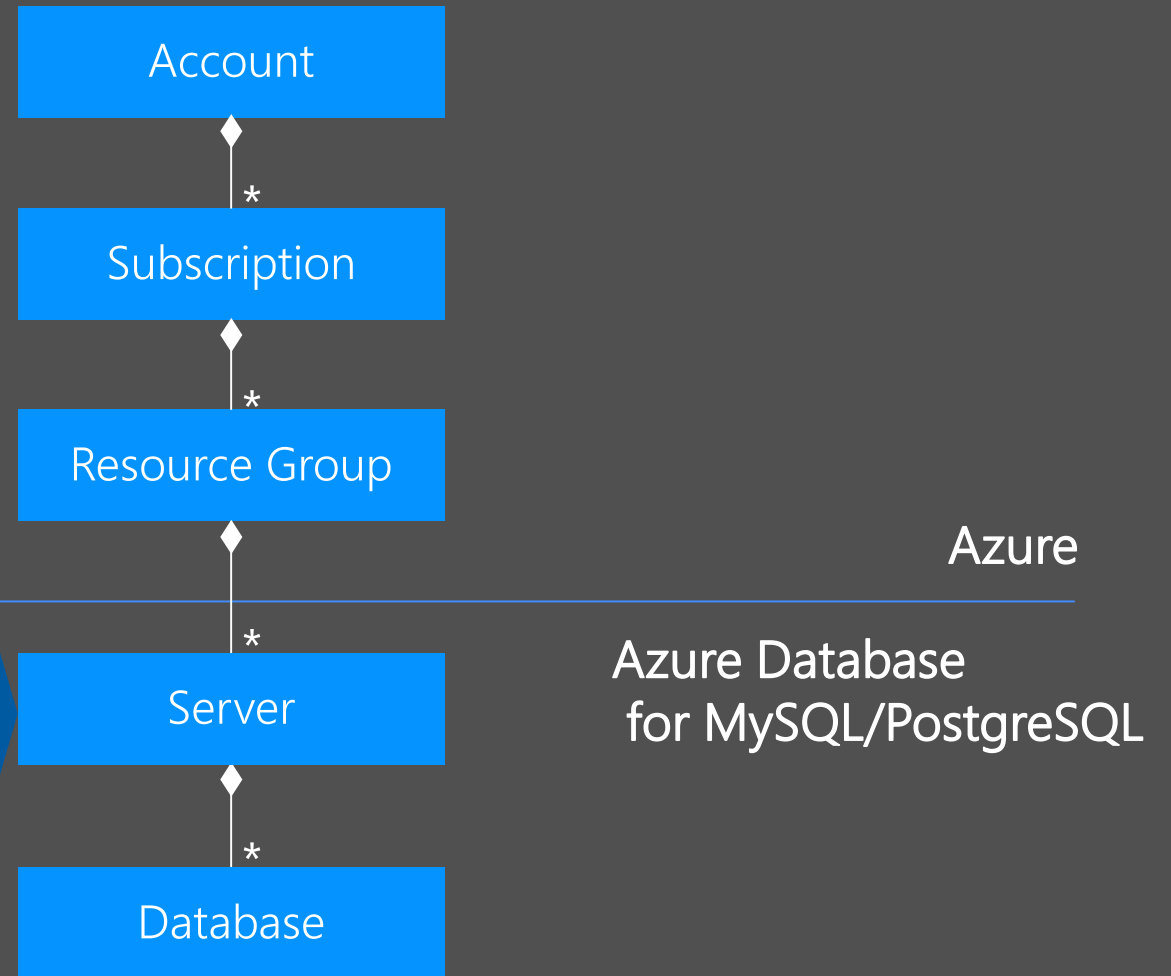 Account
*
Subscription
*
Resource Group
Azure
*
Server
Azure Database
for MySQL/PostgreSQL
*
Database